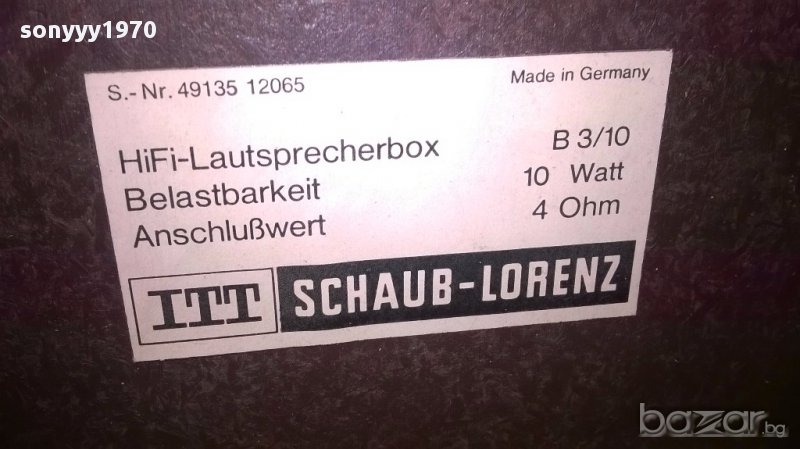 sonyyy1970
S.-Nr. 49135 12065 Made in Germany
HiFi-Lautsprecherbox B 3/10
Belastbarkeit 10 Watt
Anschlußwert 4 Ohm
ITT SCHAUB-LORENZ
bazar.bg